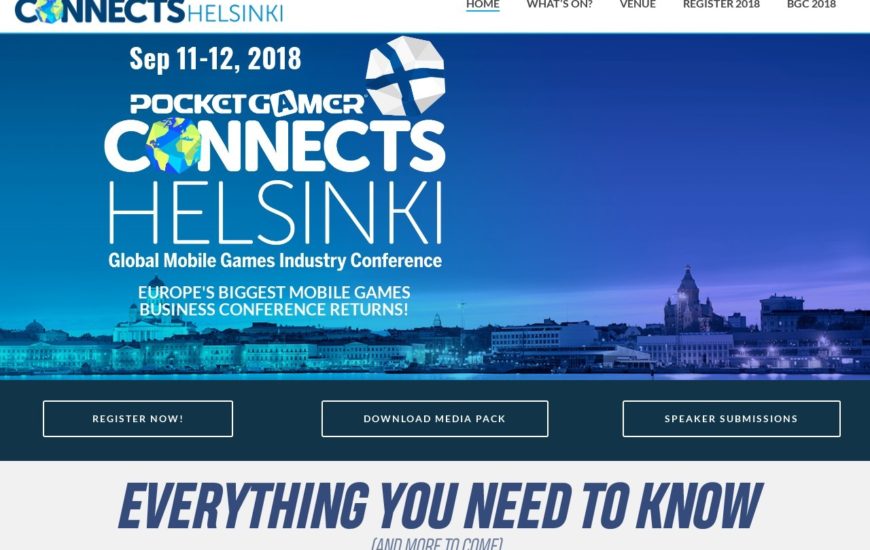 CONNECTS HELSINKI
HOME WHAT'S ON? VENUE REGISTER 2018 BGC 2018
Sep 11-12, 2018
POCKET GAMER
CONNECTS
HELSINKI
Global Mobile Games Industry Conference
EUROPE'S BIGGEST MOBILE GAMES
BUSINESS CONFERENCE RETURNS!
REGISTER NOW! DOWNLOAD MEDIA PACK SPEAKER SUBMISSIONS
EVERYTHING YOU NEED TO KNOW
(AND MORE TO COME)